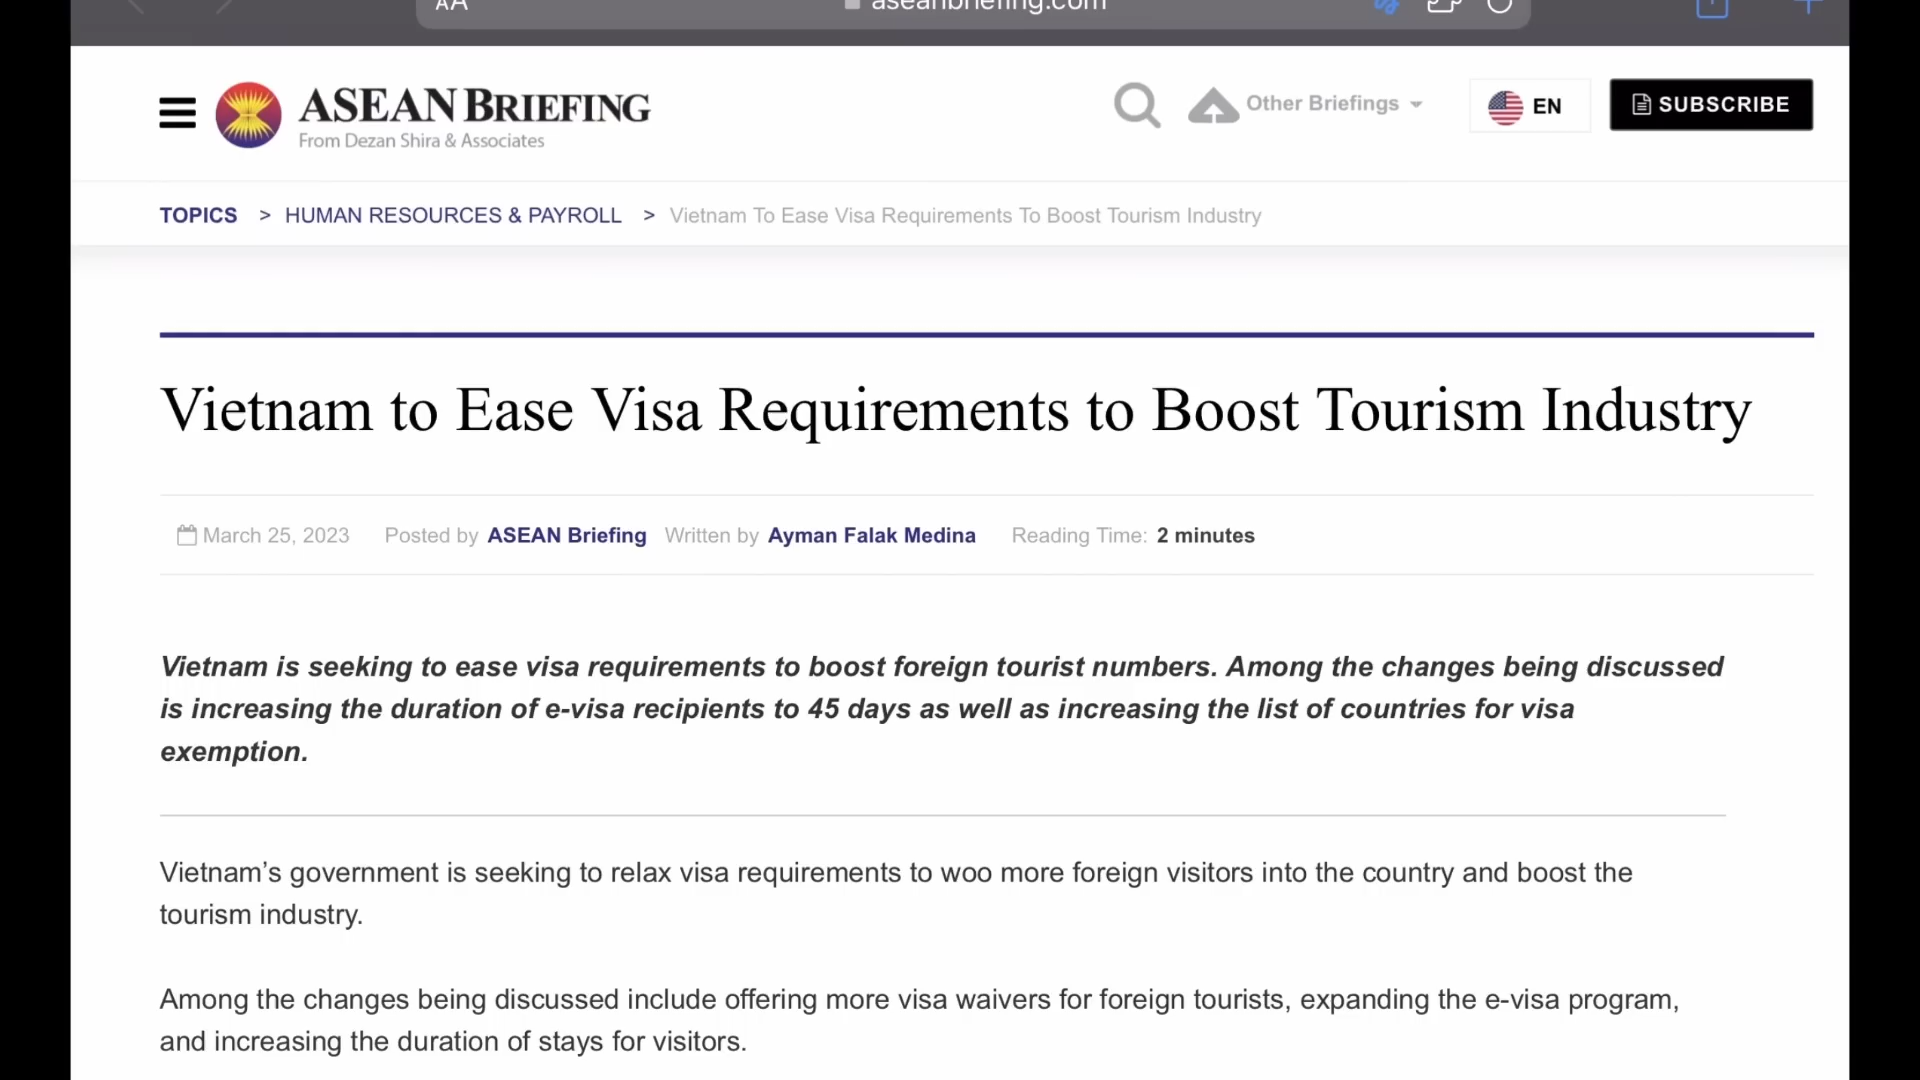 AA
aseanbriefing.com
ASEAN BRIEFING
From Dezan Shira & Associates
Other Briefings
EN
SUBSCRIBE
TOPICS > HUMAN RESOURCES & PAYROLL > Vietnam To Ease Visa Requirements To Boost Tourism Industry
Vietnam to Ease Visa Requirements to Boost Tourism Industry
March 25, 2023 Posted by ASEAN Briefing Written by Ayman Falak Medina Reading Time: 2 minutes
Vietnam is seeking to ease visa requirements to boost foreign tourist numbers. Among the changes being discussed
is increasing the duration of e-visa recipients to 45 days as well as increasing the list of countries for visa
exemption.
Vietnam’s government is seeking to relax visa requirements to woo more foreign visitors into the country and boost the
tourism industry.
Among the changes being discussed include offering more visa waivers for foreign tourists, expanding the e-visa program,
and increasing the duration of stays for visitors.